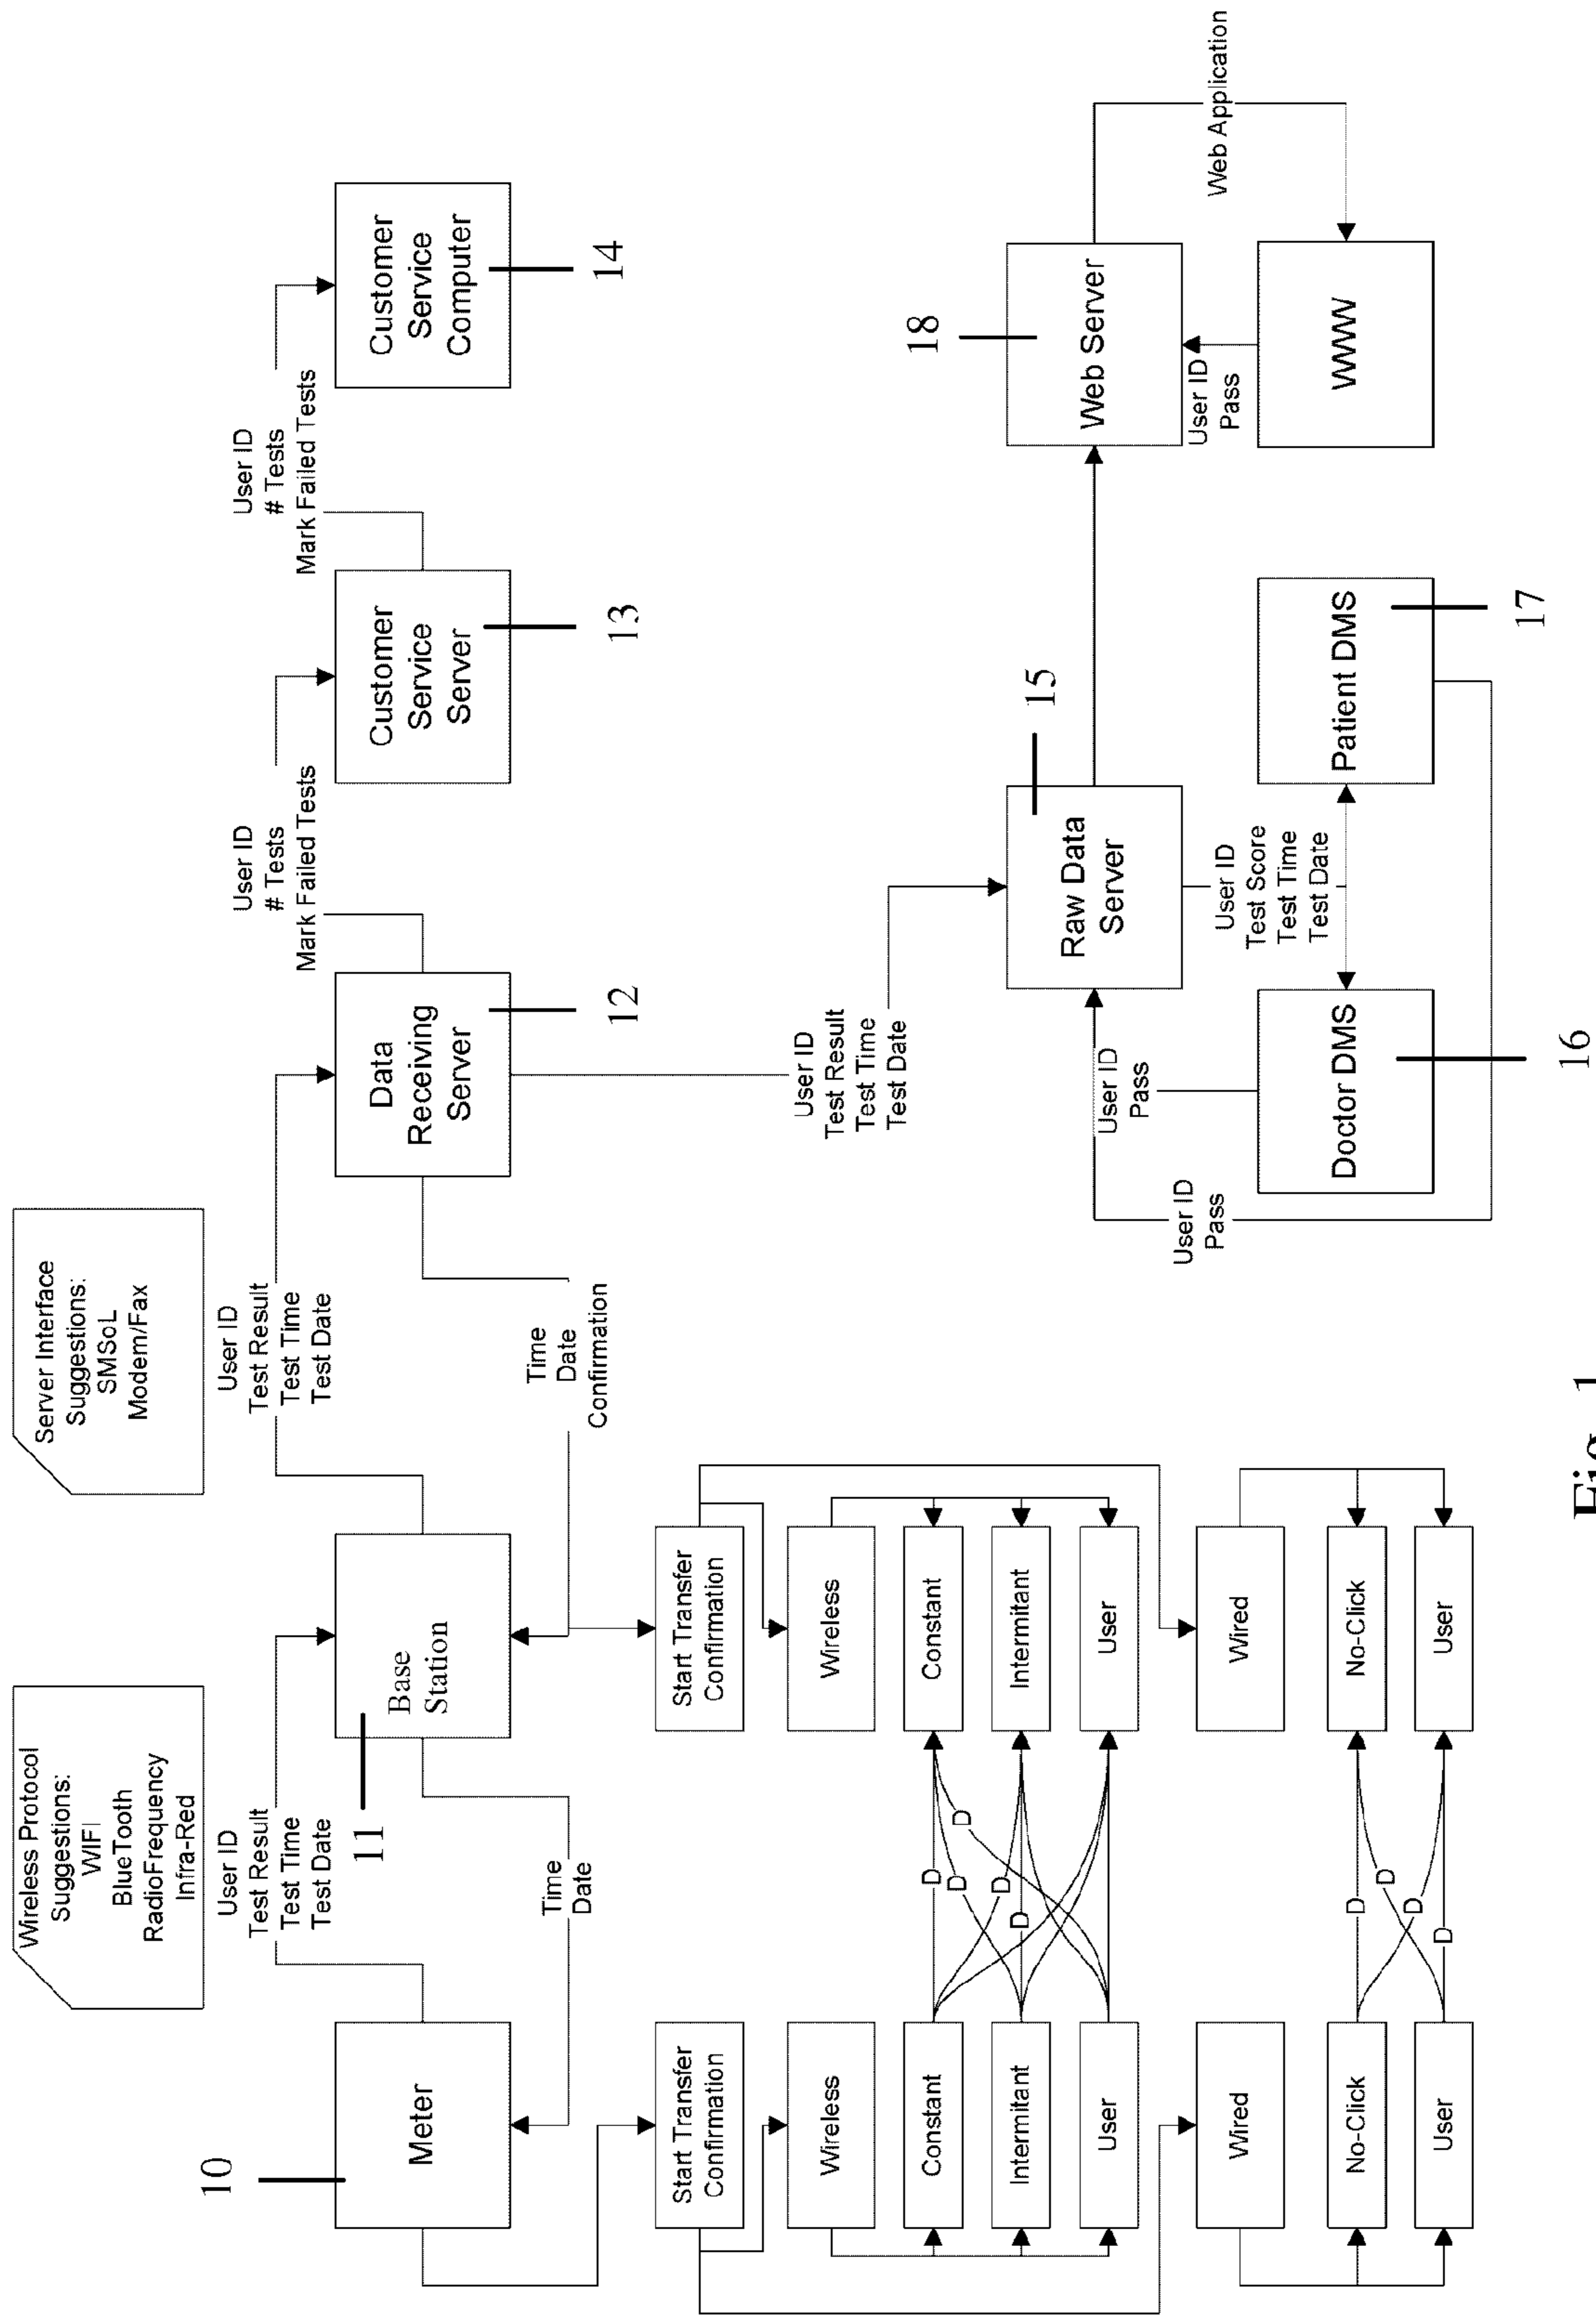 Wireless Protocol
Suggestions:
WIFI
BlueTooth
RadioFrequency
Infra-Red
Server Interface
Suggestions:
SMSoL
Modem/Fax
User ID
Test Result
Test Time
Test Date
User ID
Test Result
Test Time
Test Date
User ID
# Tests
Mark Failed Tests
User ID
# Tests
Mark Failed Tests
10
Meter
11
Base
Station
Data
Receiving
Server
12
Customer
Service
Server
13
Customer
Service
Computer
14
Time
Date
Time
Date
Confirmation
Start Transfer
Confirmation
Wireless
Constant
Intermitant
User
Wired
No-Click
User
D
D
D
D
D
D
D
D
D
Start Transfer
Confirmation
Wireless
Constant
Intermitant
User
Wired
No-Click
User
User ID
Test Result
Test Time
Test Date
15
Raw Data
Server
18
Web Server
Web Application
User ID
Pass
User ID
Pass
User ID
Test Score
Test Time
Test Date
User ID
Pass
Doctor DMS
16
Patient DMS
17
WWW
Fig. 1